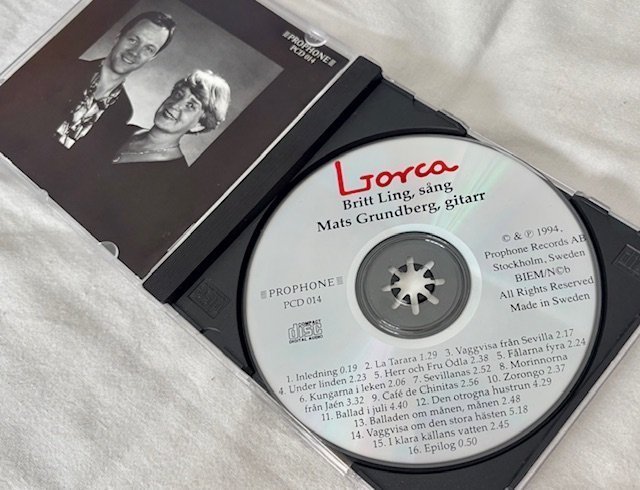 PROPHONE
PCD 014
Lorca
Britt Ling, sång
Mats Grundberg, gitarr
PROPHONE
PCD 014
COMPACT
disc
DIGITAL AUDIO
© & ℗ 1994,
Prophone Records AB
Stockholm, Sweden
BIEM/N©b
All Rights Reserved
Made in Sweden
1. Inledning 0.19 2. La Tarara 1.29 3. Vaggvisa från Sevilla 2.17
4. Under linden 2.23 5. Herr och Fru Ödla 2.38 5. Fålarna fyra 2.24
6. Kungarna i leken 2.06 7. Sevillanas 2.52 8. Morinnorna
från Jaén 3.32 9. Café de Chinitas 2.56 10. Zorongo 2.37
11. Ballad i juli 4.40 12. Den otrogna hustrun 4.29
13. Balladen om månen, månen 2.48
14. Vaggvisa om den stora hästen 5.18
15. I klara källans vatten 2.45
16. Epilog 0.50